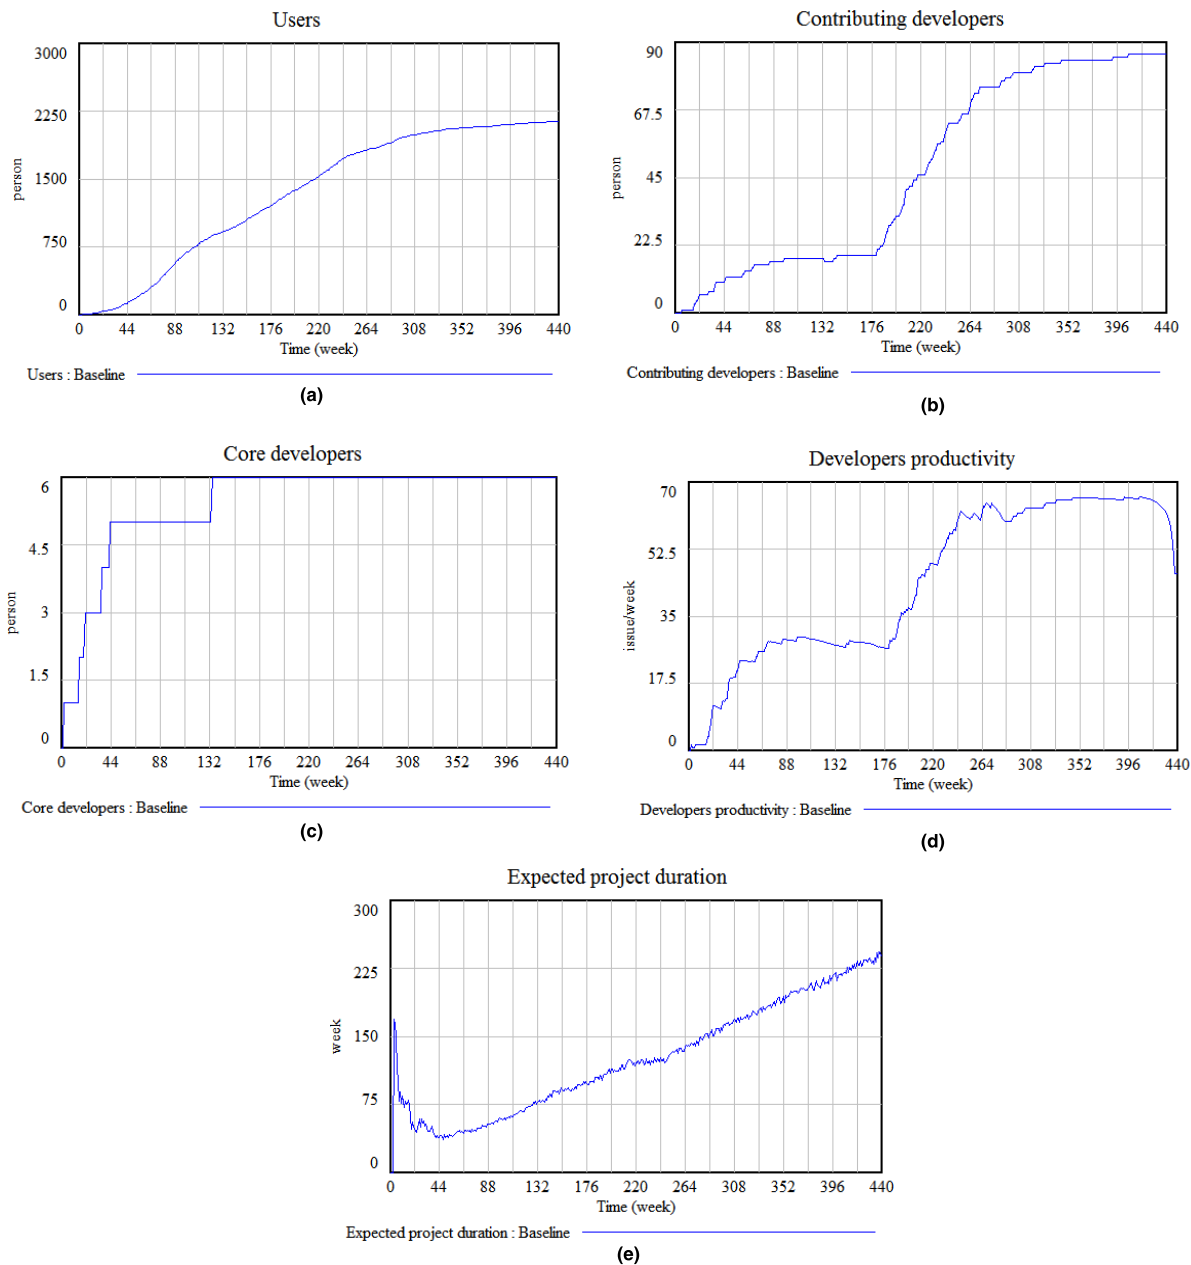 Users
3000
2250
1500
750
0
person
0 44 88 132 176 220 264 308 352 396 440
Time (week)
Users : Baseline
(a)
Contributing developers
90
67.5
45
22.5
0
person
0 44 88 132 176 220 264 308 352 396 440
Time (week)
Contributing developers : Baseline
(b)
Core developers
6
4.5
3
1.5
0
person
0 44 88 132 176 220 264 308 352 396 440
Time (week)
Core developers : Baseline
(c)
Developers productivity
70
52.5
35
17.5
0
issue/week
0 44 88 132 176 220 264 308 352 396 440
Time (week)
Developers productivity : Baseline
(d)
Expected project duration
300
225
150
75
0
week
0 44 88 132 176 220 264 308 352 396 440
Time (week)
Expected project duration : Baseline
(e)